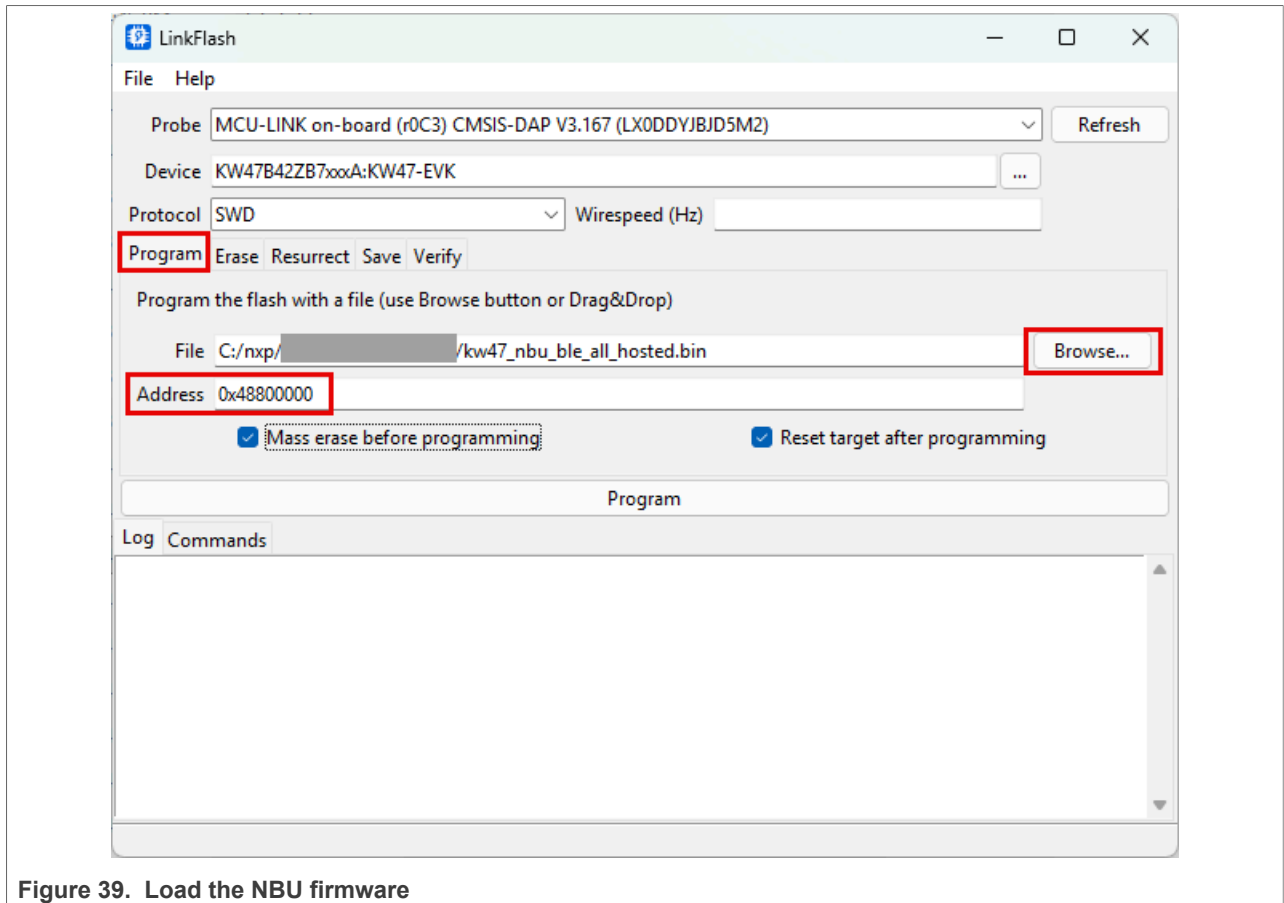 LinkFlash
File Help
Probe MCU-LINK on-board (r0C3) CMSIS-DAP V3.167 (LX0DDYJBJD5M2) Refresh
Device KW47B42ZB7xxxA:KW47-EVK ...
Protocol SWD Wirespeed (Hz)
Program Erase Resurrect Save Verify
Program the flash with a file (use Browse button or Drag&Drop)
File C:/nxp/ /kw47_nbu_ble_all_hosted.bin Browse...
Address 0x48800000
Mass erase before programming Reset target after programming
Program
Log Commands
Figure 39. Load the NBU firmware